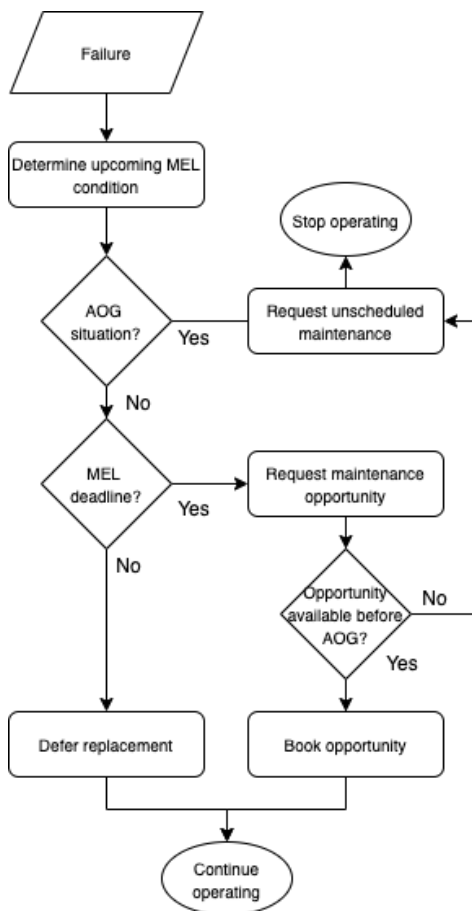 Failure
Determine upcoming MEL
condition
Stop operating
AOG
situation?
Yes
Request unscheduled
maintenance
No
MEL
deadline?
Yes
Request maintenance
opportunity
No
Opportunity
available before
AOG?
No
Yes
Defer replacement
Book opportunity
Continue
operating